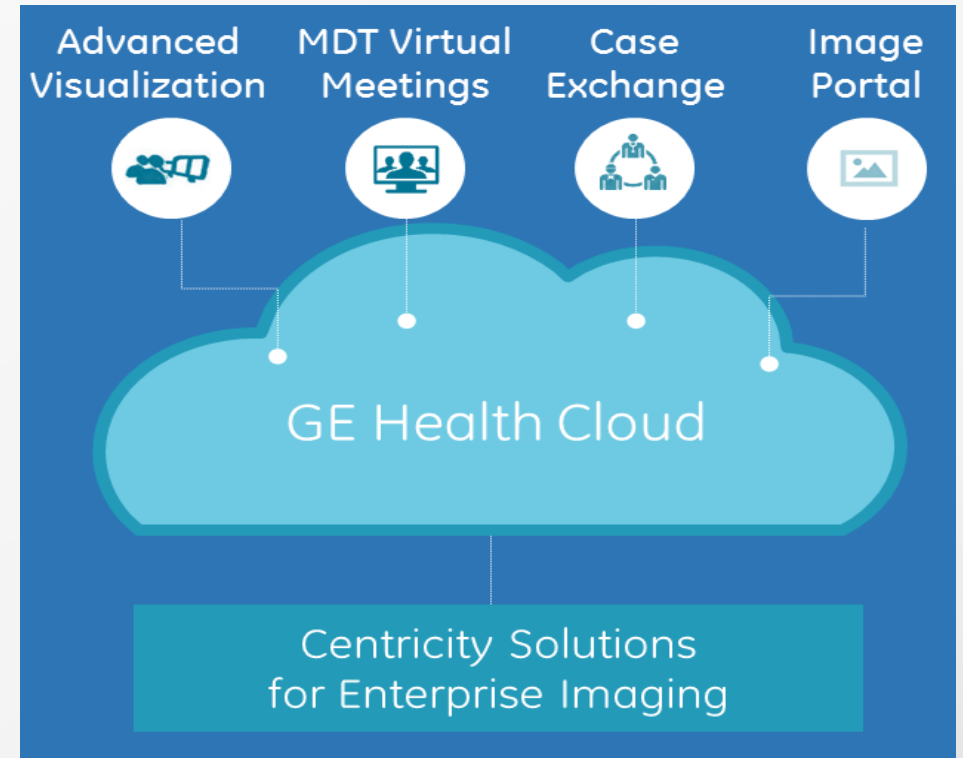 Advanced
Visualization
MDT Virtual
Meetings
Case
Exchange
Image
Portal
GE Health Cloud
Centricity Solutions
for Enterprise Imaging